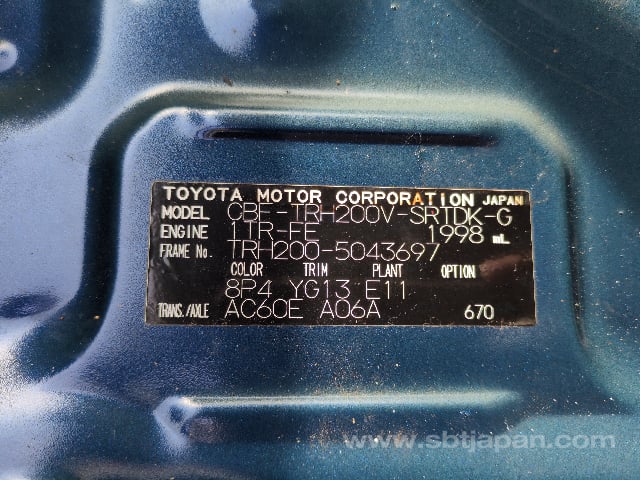 TOYOTA MOTOR CORPORATION JAPAN
MODEL CBF-TRH200V-SRTDK-G
ENGINE 1TR-FE 1998 mL
FRAME No. TRH200-5043697
COLOR TRIM PLANT OPTION
8P4 YG13 E11
TRANS./AXLE AC60E A06A 670
www.sbtjapan.com